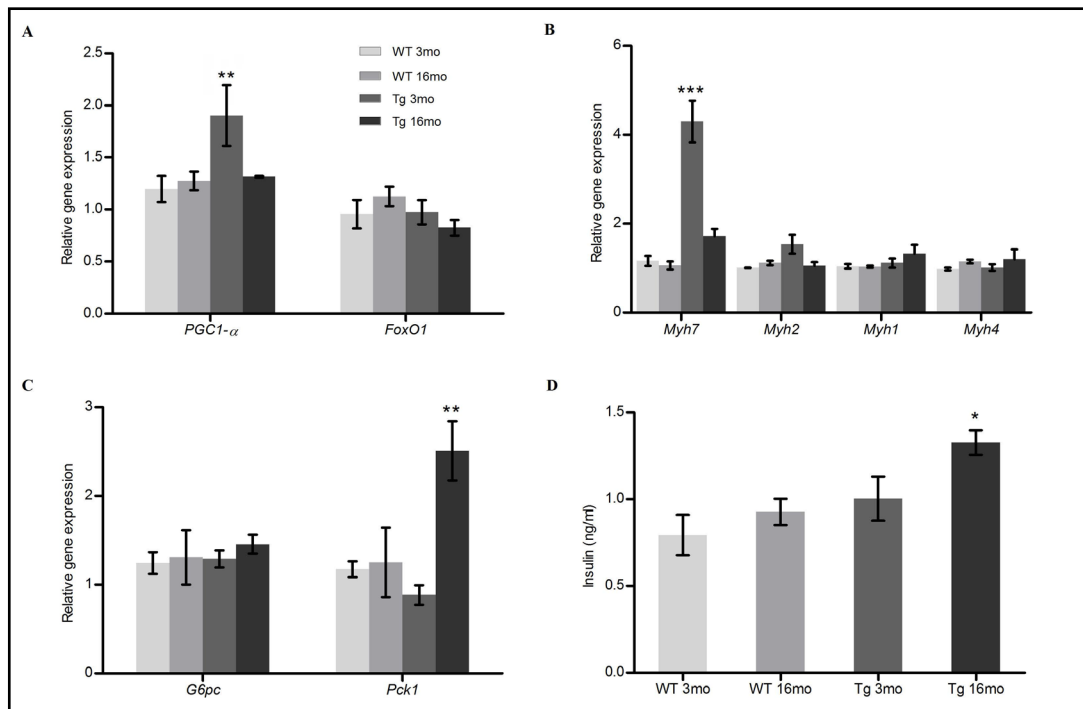 A
Relative gene expression
2.5
2.0
1.5
1.0
0.5
0.0
**
WT 3mo
WT 16mo
Tg 3mo
Tg 16mo
PGC1-α
FoxO1
B
Relative gene expression
6
4
2
0
***
Myh7
Myh2
Myh1
Myh4
C
Relative gene expression
3
2
1
0
**
G6pc
Pck1
D
Insulin (ng/ml)
1.5
1.0
0.5
0.0
*
WT 3mo
WT 16mo
Tg 3mo
Tg 16mo